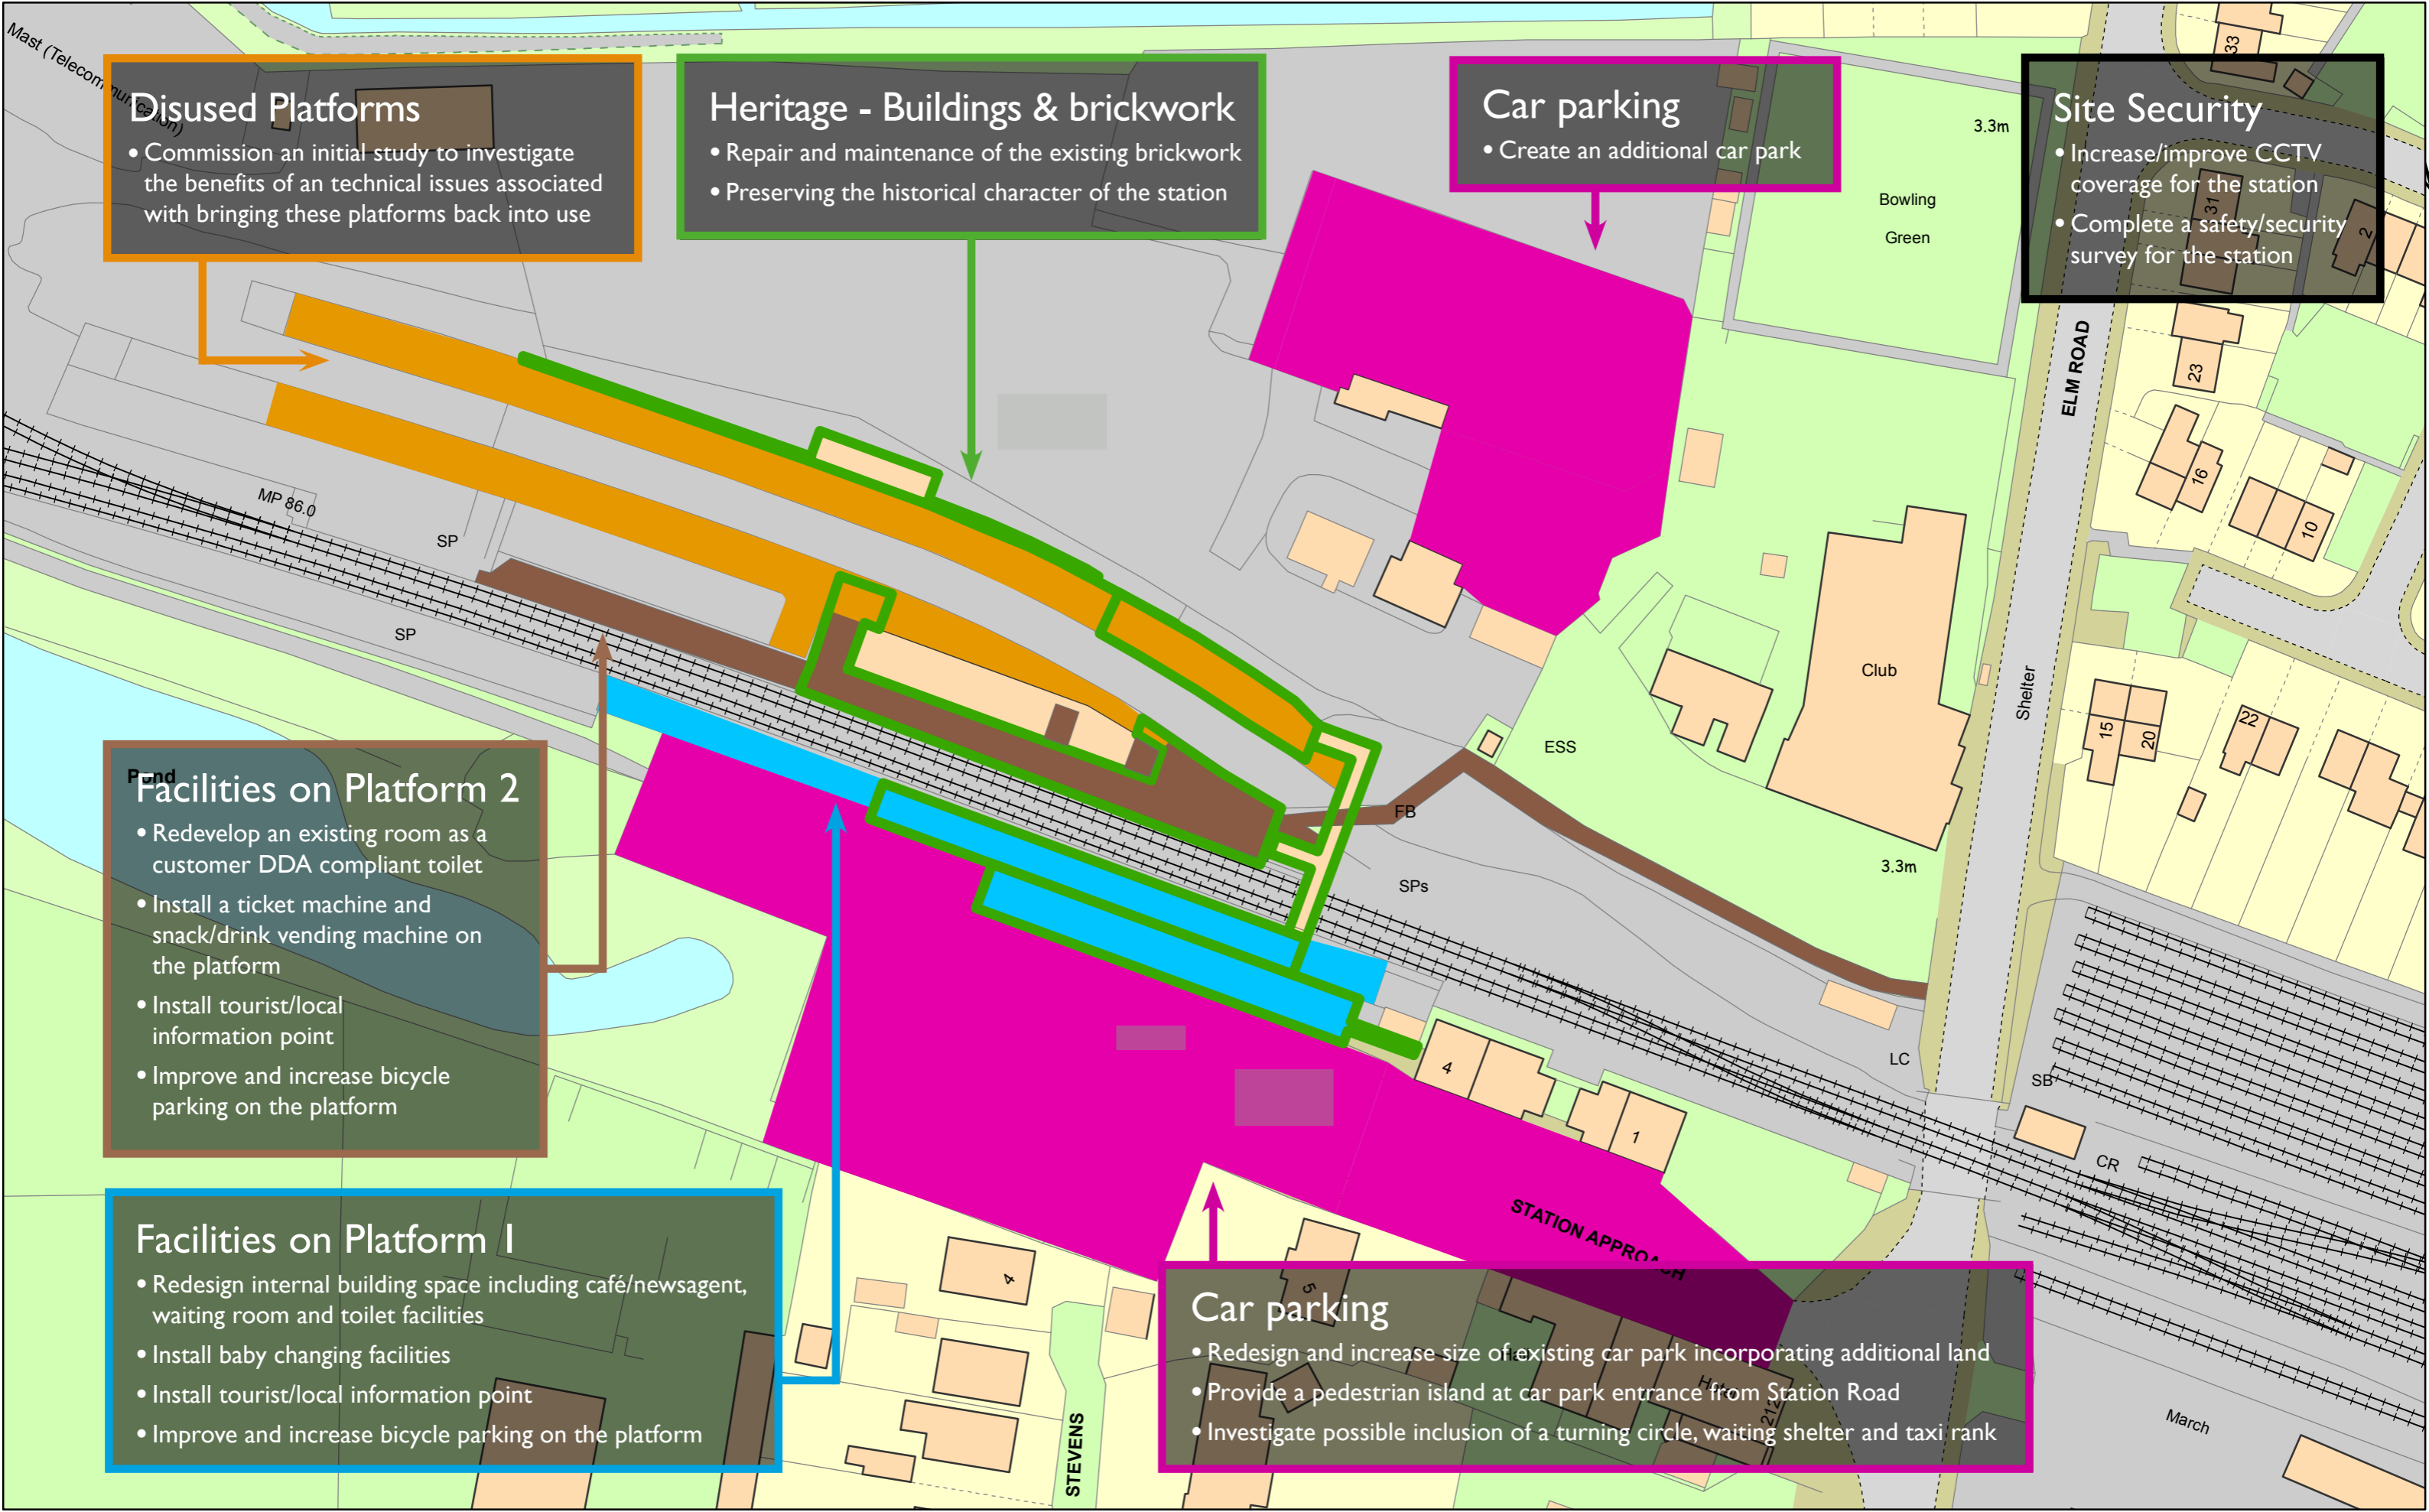 Mast (Telecommunication)
Disused Platforms
• Commission an initial study to investigate
the benefits of an technical issues associated
with bringing these platforms back into use
Heritage - Buildings & brickwork
• Repair and maintenance of the existing brickwork
• Preserving the historical character of the station
Car parking
• Create an additional car park
Site Security
• Increase/improve CCTV
coverage for the station
• Complete a safety/security
survey for the station
33
3.3m
Bowling
Green
31
2
ELM ROAD
23
16
10
MP 86.0
SP
SP
Club
Shelter
15
20
22
ESS
FB
SPs
3.3m
Pond
Facilities on Platform 2
• Redevelop an existing room as a
customer DDA compliant toilet
• Install a ticket machine and
snack/drink vending machine on
the platform
• Install tourist/local
information point
• Improve and increase bicycle
parking on the platform
4
1
LC
SB
CR
STATION APPROACH
Facilities on Platform 1
• Redesign internal building space including café/newsagent,
waiting room and toilet facilities
• Install baby changing facilities
• Install tourist/local information point
• Improve and increase bicycle parking on the platform
4
5
Car parking
• Redesign and increase size of existing car park incorporating additional land
• Provide a pedestrian island at car park entrance from Station Road
• Investigate possible inclusion of a turning circle, waiting shelter and taxi rank
212
STEVENS
March